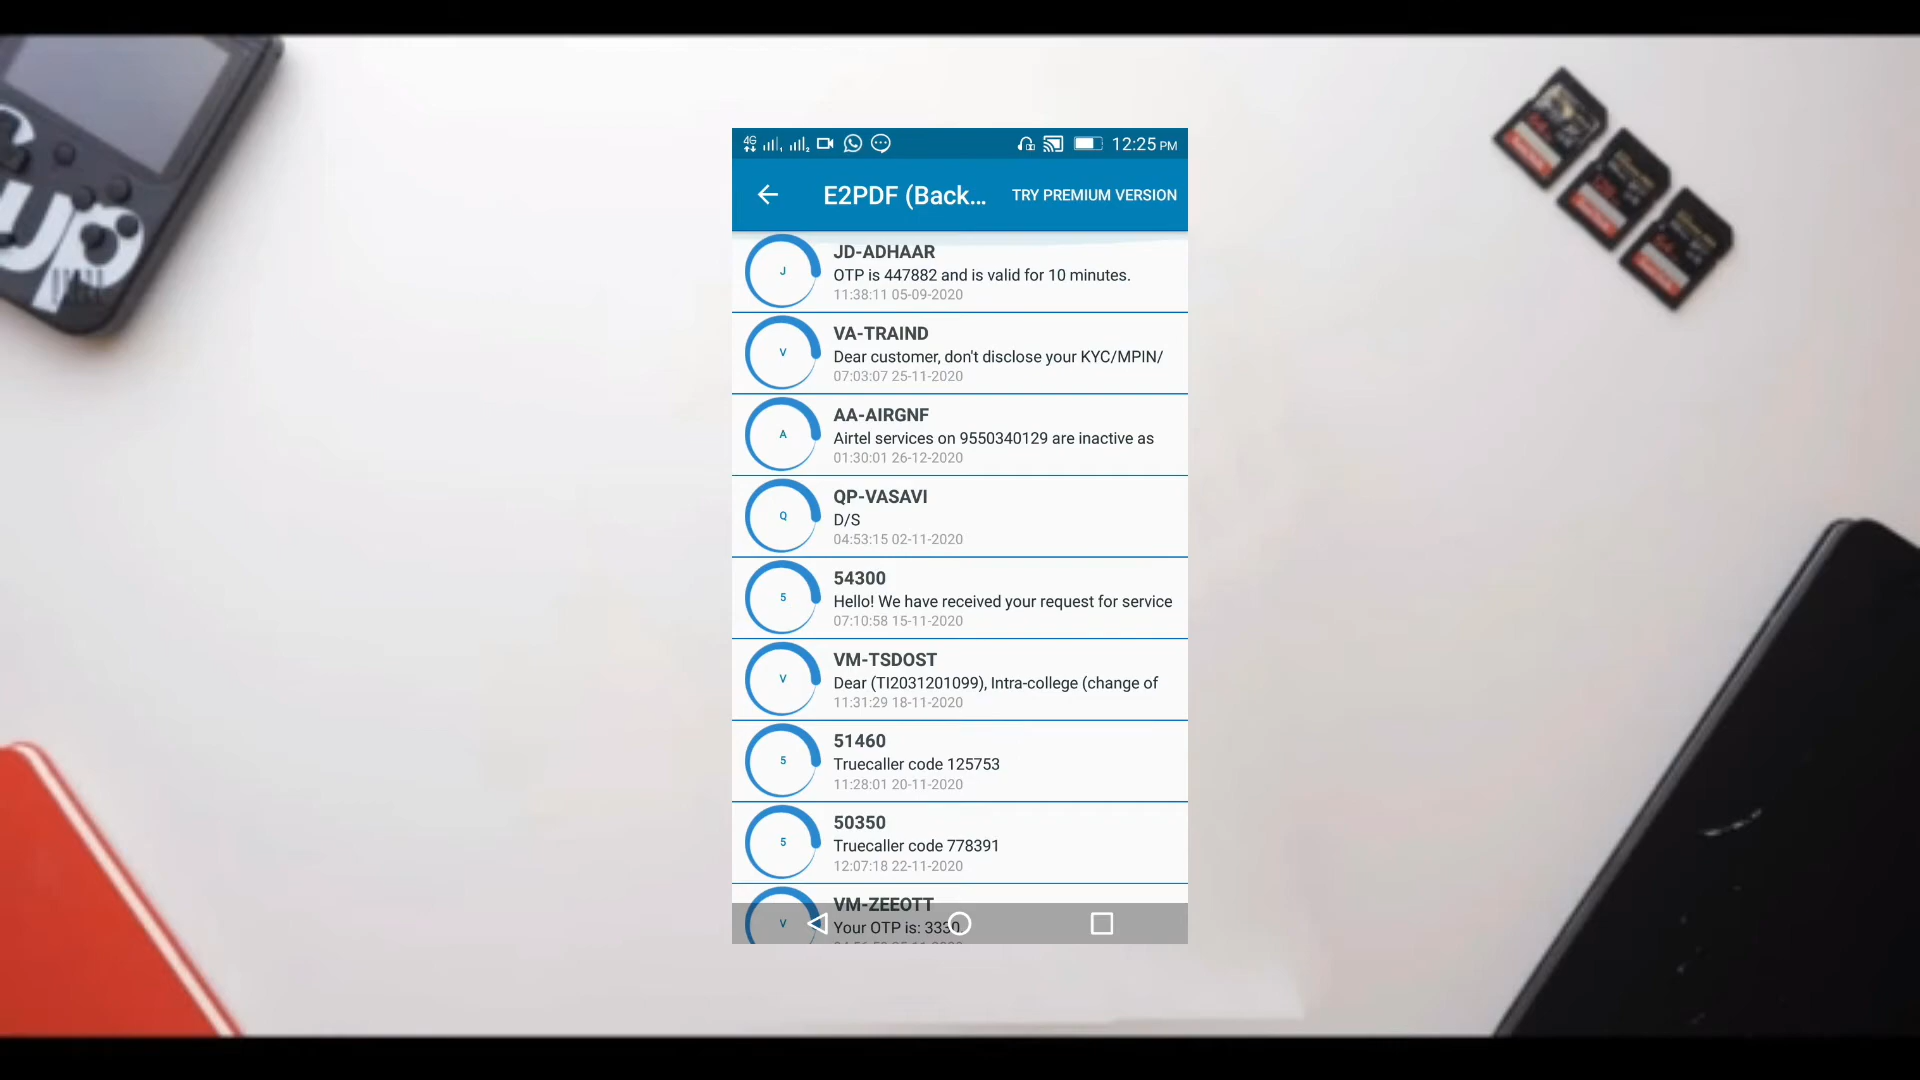 4G 12:25 PM
E2PDF (Back... TRY PREMIUM VERSION
J
JD-ADHAAR
OTP is 447882 and is valid for 10 minutes.
11:38:11 05-09-2020
V
VA-TRAIND
Dear customer, don't disclose your KYC/MPIN/
07:03:07 25-11-2020
A
AA-AIRGNF
Airtel services on 9550340129 are inactive as
01:30:01 26-12-2020
Q
QP-VASAVI
D/S
04:53:15 02-11-2020
5
54300
Hello! We have received your request for service
07:10:58 15-11-2020
V
VM-TSDOST
Dear (TI2031201099), Intra-college (change of
11:31:29 18-11-2020
5
51460
Truecaller code 125753
11:28:01 20-11-2020
5
50350
Truecaller code 778391
12:07:18 22-11-2020
V
VM-ZEEOTT
Your OTP is: 3330